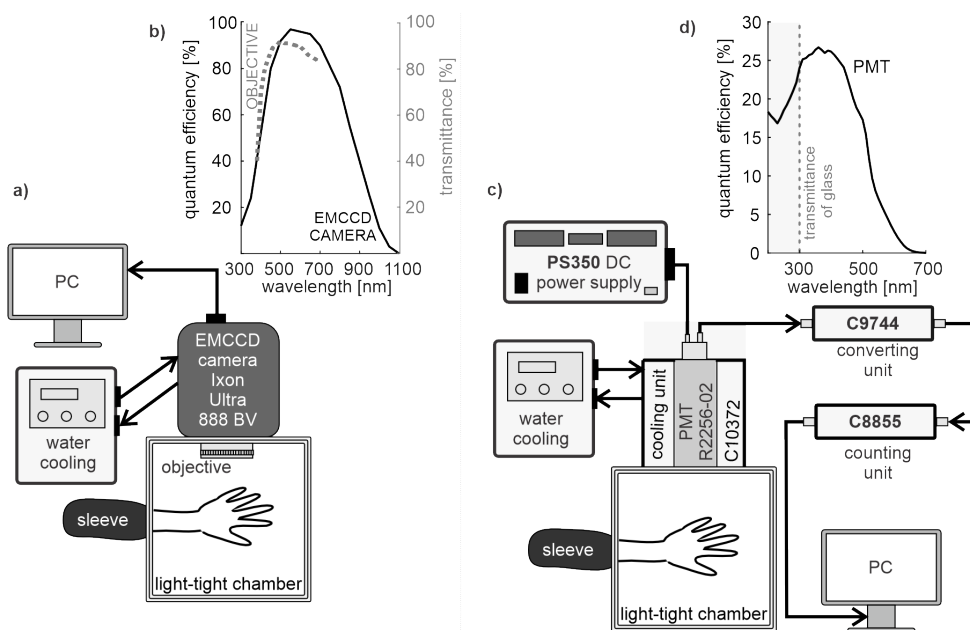 a)
PC
EMCCD
camera
Ixon
Ultra
888 BV
water
cooling
objective
sleeve
light-tight chamber
b)
quantum efficiency [%]
100
80
60
40
20
OBJECTIVE
EMCCD
CAMERA
100
80
60
40
20
transmittance [%]
300 500 700 900 1100
wavelength [nm]
c)
PS350 DC
power supply
water
cooling
cooling unit
PMT
R2256-02
C10372
C9744
converting
unit
C8855
counting
unit
sleeve
light-tight chamber
PC
d)
quantum efficiency [%]
30
25
20
15
10
5
0
PMT
transmittance
of glass
300 500 700
wavelength [nm]